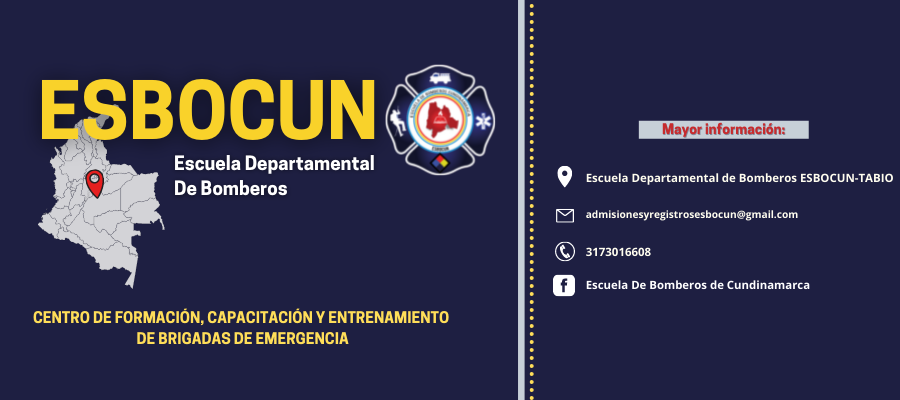 ESBOCUN
Escuela Departamental
De Bomberos
CENTRO DE FORMACIÓN, CAPACITACIÓN Y ENTRENAMIENTO
DE BRIGADAS DE EMERGENCIA
Mayor información:
Escuela Departamental de Bomberos ESBOCUN-TABIO
admisionesyregistrosesbocun@gmail.com
3173016608
Escuela De Bomberos de Cundinamarca